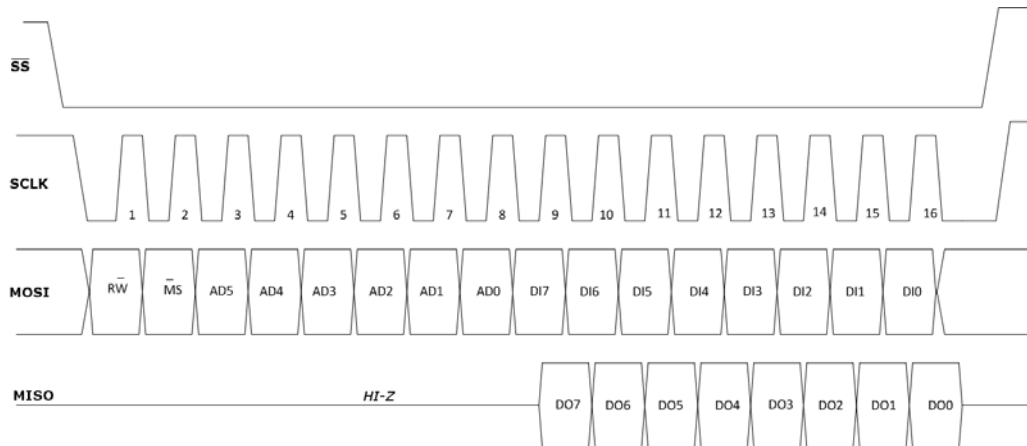 S̅S̅
SCLK
1 2 3 4 5 6 7 8 9 10 11 12 13 14 15 16
MOSI
RW̅ M̅S AD5 AD4 AD3 AD2 AD1 AD0 DI7 DI6 DI5 DI4 DI3 DI2 DI1 DI0
MISO
HI-Z
DO7 DO6 DO5 DO4 DO3 DO2 DO1 DO0